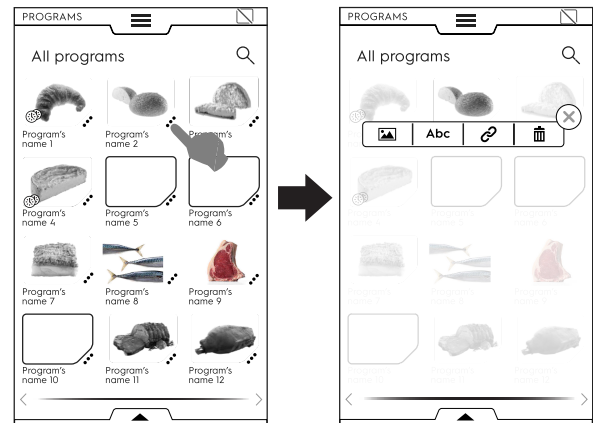 PROGRAMS
All programs
Program's
name 1
Program's
name 2
Program's
name 4
Program's
name 5
Program's
name 6
Program's
name 7
Program's
name 8
Program's
name 9
Program's
name 10
Program's
name 11
Program's
name 12
PROGRAMS
All programs
Abc